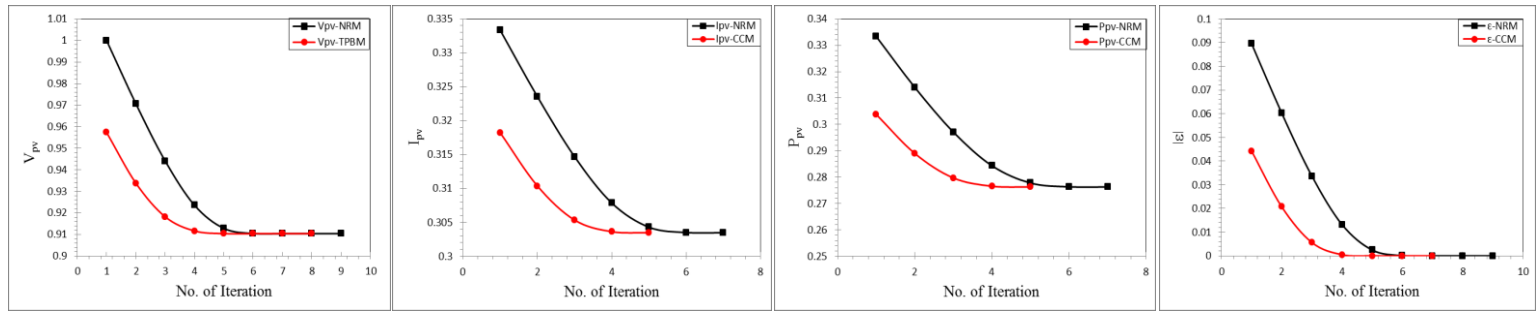 1.01
1
0.99
0.98
0.97
0.96
0.95
0.94
0.93
0.92
0.91
0.9
0 1 2 3 4 5 6 7 8 9 10
Vpv
No. of Iteration
Vpv-NRM
Vpv-TPBM
0.335
0.33
0.325
0.32
0.315
0.31
0.305
0.3
0 2 4 6 8
Ipv
No. of Iteration
Ipv-NRM
Ipv-CCM
0.34
0.33
0.32
0.31
0.3
0.29
0.28
0.27
0.26
0.25
0 2 4 6 8
Ppv
No. of Iteration
Ppv-NRM
Ppv-CCM
0.1
0.09
0.08
0.07
0.06
0.05
0.04
0.03
0.02
0.01
0
0 2 4 6 8 10
|ε|
No. of Iteration
ε-NRM
ε-CCM